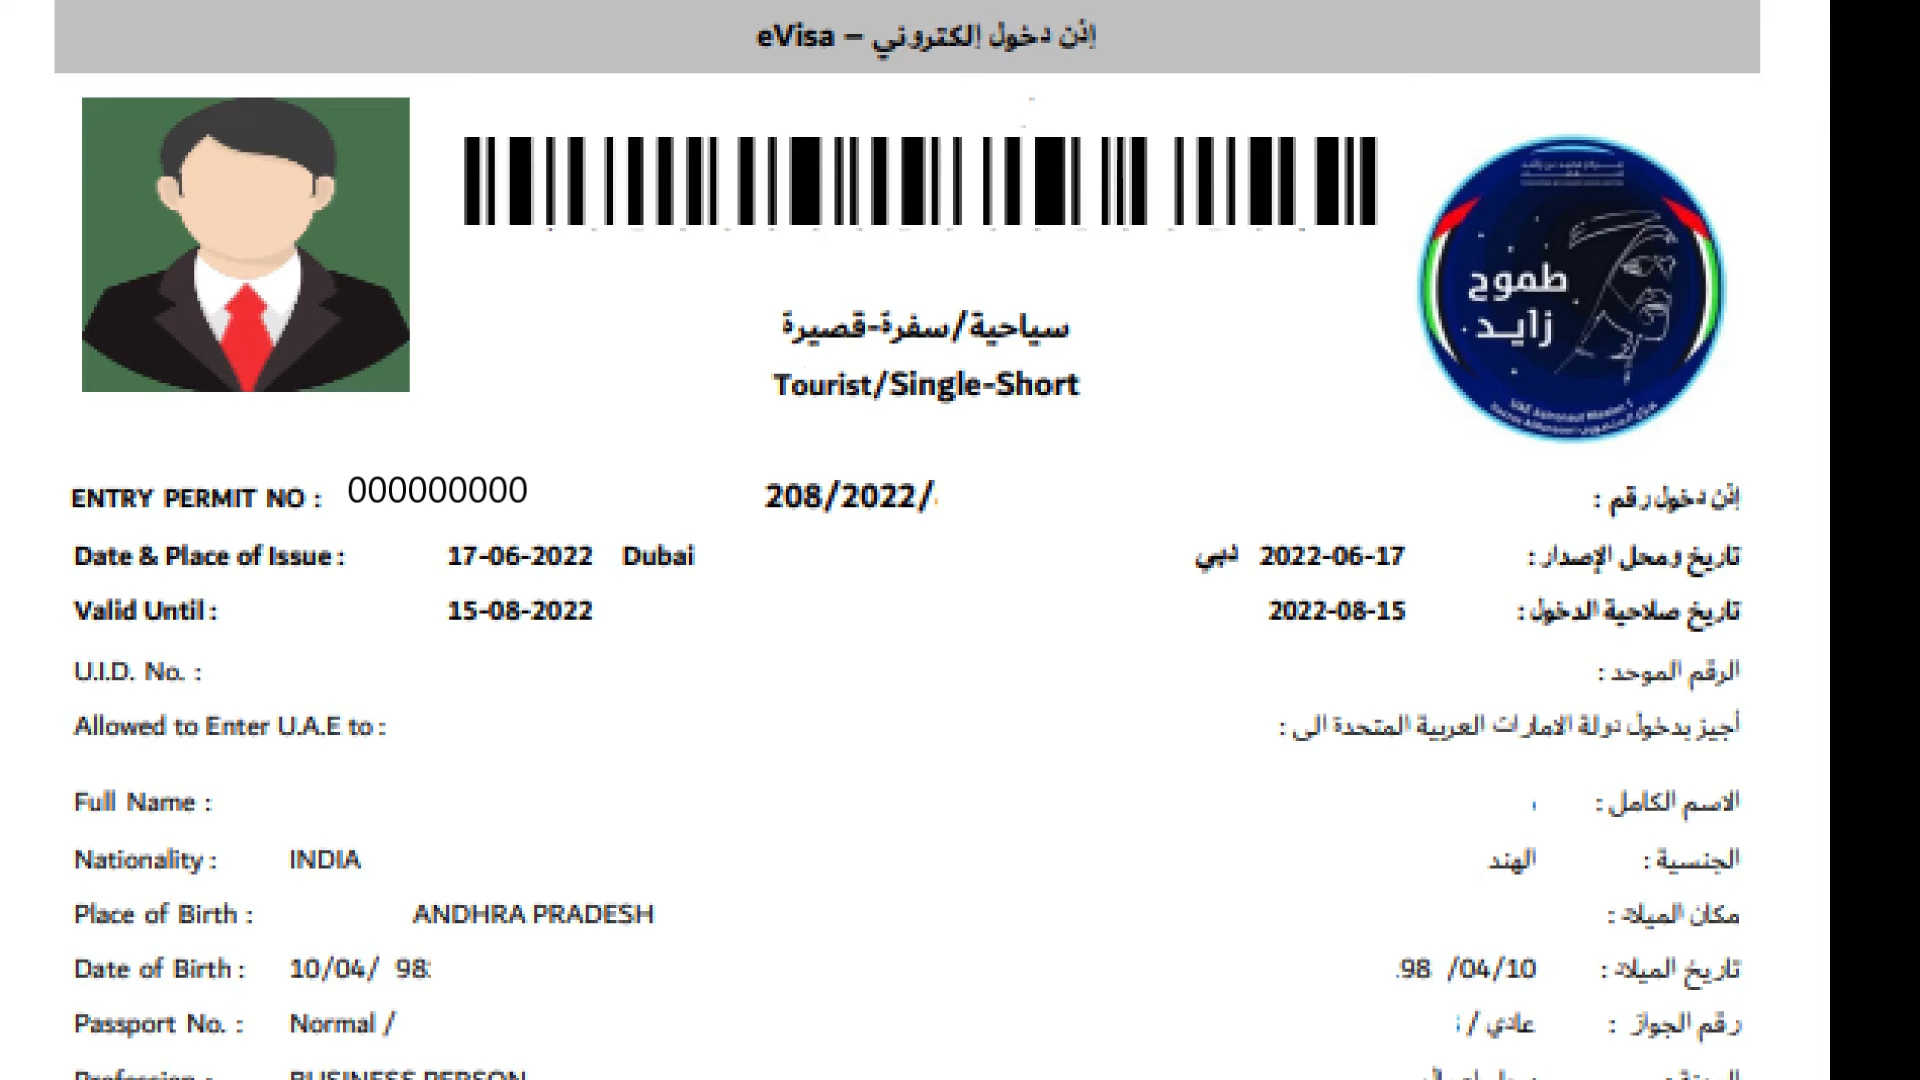 eVisa – إذن دخول إلكتروني
طموح
زايـد
سياحية/سفرة-قصيرة
Tourist/Single-Short
ENTRY PERMIT NO : 000000000 208/2022/ إذن دخول رقم :
Date & Place of Issue : 17-06-2022 Dubai دبي 2022-06-17 تاريخ ومحل الإصدار :
Valid Until : 15-08-2022 2022-08-15 تاريخ صلاحية الدخول :
U.I.D. No. : الرقم الموحد :
Allowed to Enter U.A.E to : أجيز بدخول دولة الامارات العربية المتحدة الى :
Full Name : الاسم الكامل :
Nationality : INDIA الهند الجنسية :
Place of Birth : ANDHRA PRADESH مكان الميلاد :
Date of Birth : 10/04/ 98 98 /04/10 تاريخ الميلاد :
Passport No. : Normal / عادي / رقم الجواز :
Profession : BUSINESS PERSON